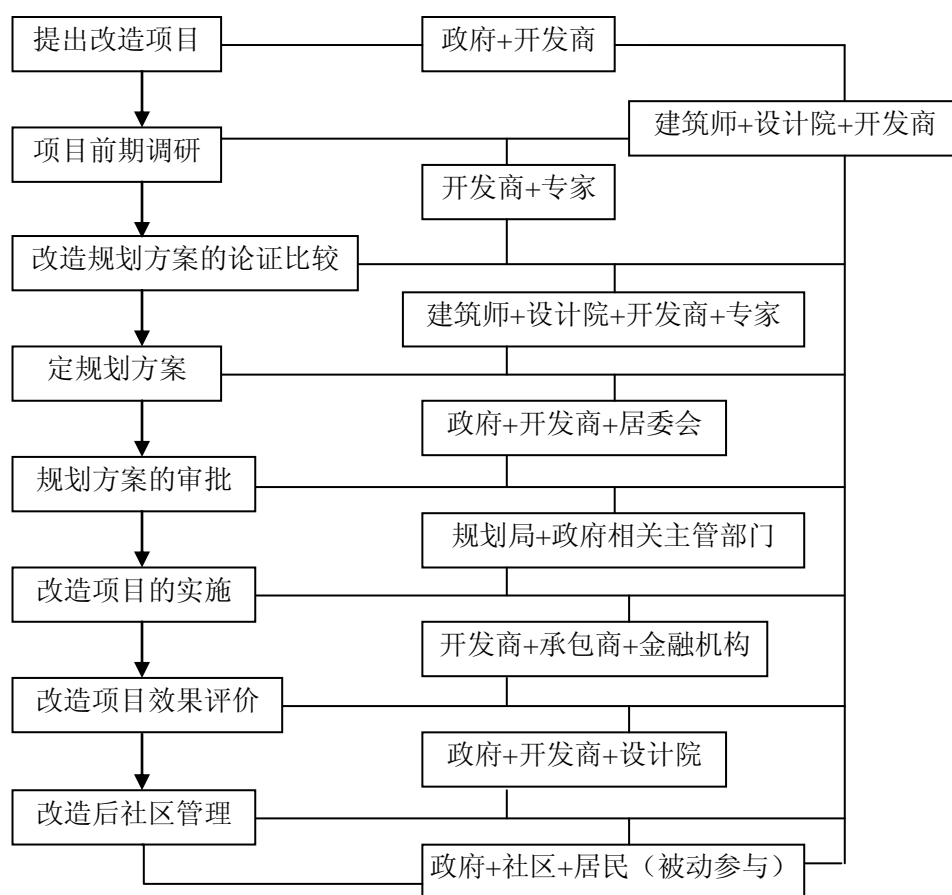 提出改造项目
政府+开发商
建筑师+设计院+开发商
项目前期调研
开发商+专家
改造规划方案的论证比较
建筑师+设计院+开发商+专家
定规划方案
政府+开发商+居委会
规划方案的审批
规划局+政府相关主管部门
改造项目的实施
开发商+承包商+金融机构
改造项目效果评价
政府+开发商+设计院
改造后社区管理
政府+社区+居民（被动参与）